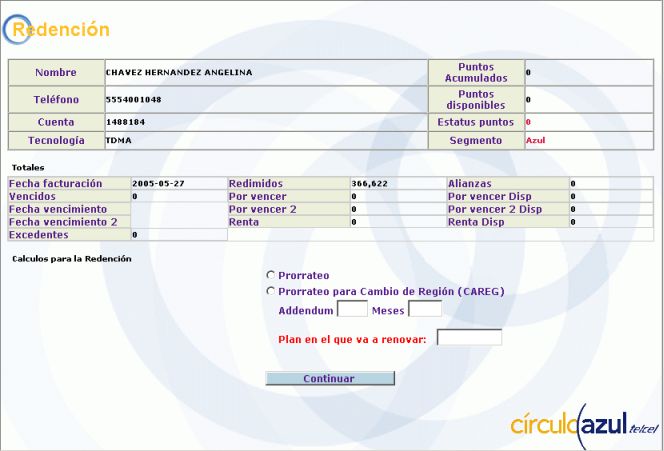 Redención
Nombre CHAVEZ HERNANDEZ ANGELINA Puntos Acumulados 0
Teléfono 5554001048 Puntos disponibles 0
Cuenta 1488184 Estatus puntos 0
Tecnología TDMA Segmento Azul
Totales
Fecha facturación 2005-05-27 Redimidos 366,622 Alianzas 0
Vencidos 0 Por vencer 0 Por vencer Disp 0
Fecha vencimiento Por vencer 2 0 Por vencer 2 Disp 0
Fecha vencimiento 2 Renta 0 Renta Disp 0
Excedentes 0
Calculos para la Redención
Prorrateo
Prorrateo para Cambio de Región (CAREG)
Addendum Meses
Plan en el que va a renovar:
Continuar
círculoazul telcel